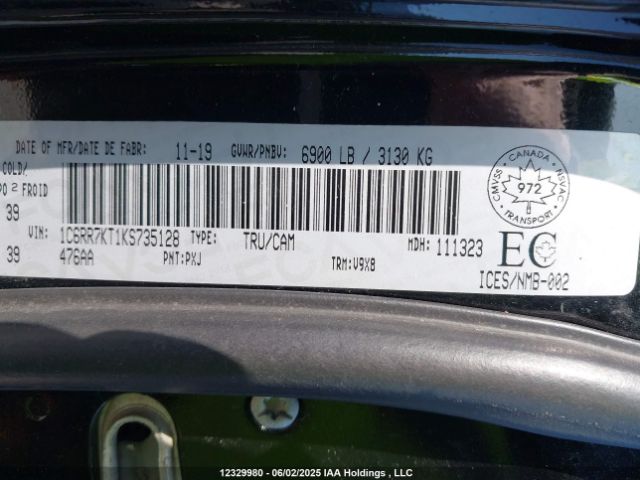 DATE OF MFR/DATE DE FABR: 11-19 GVWR/PNBV: 6900 LB / 3130 KG
COLD/
PO 2 FROID
39
VIN: 1C6RR7KT1KS735128 TYPE: TRU/CAM MDH: 111323
39 476AA PNT:PXJ TRM:V9X8
CANADA
CMVSS NSVAC
972
TRANSPORT
EC
ICES/NMB-002
12329980 - 06/02/2025 IAA Holdings , LLC